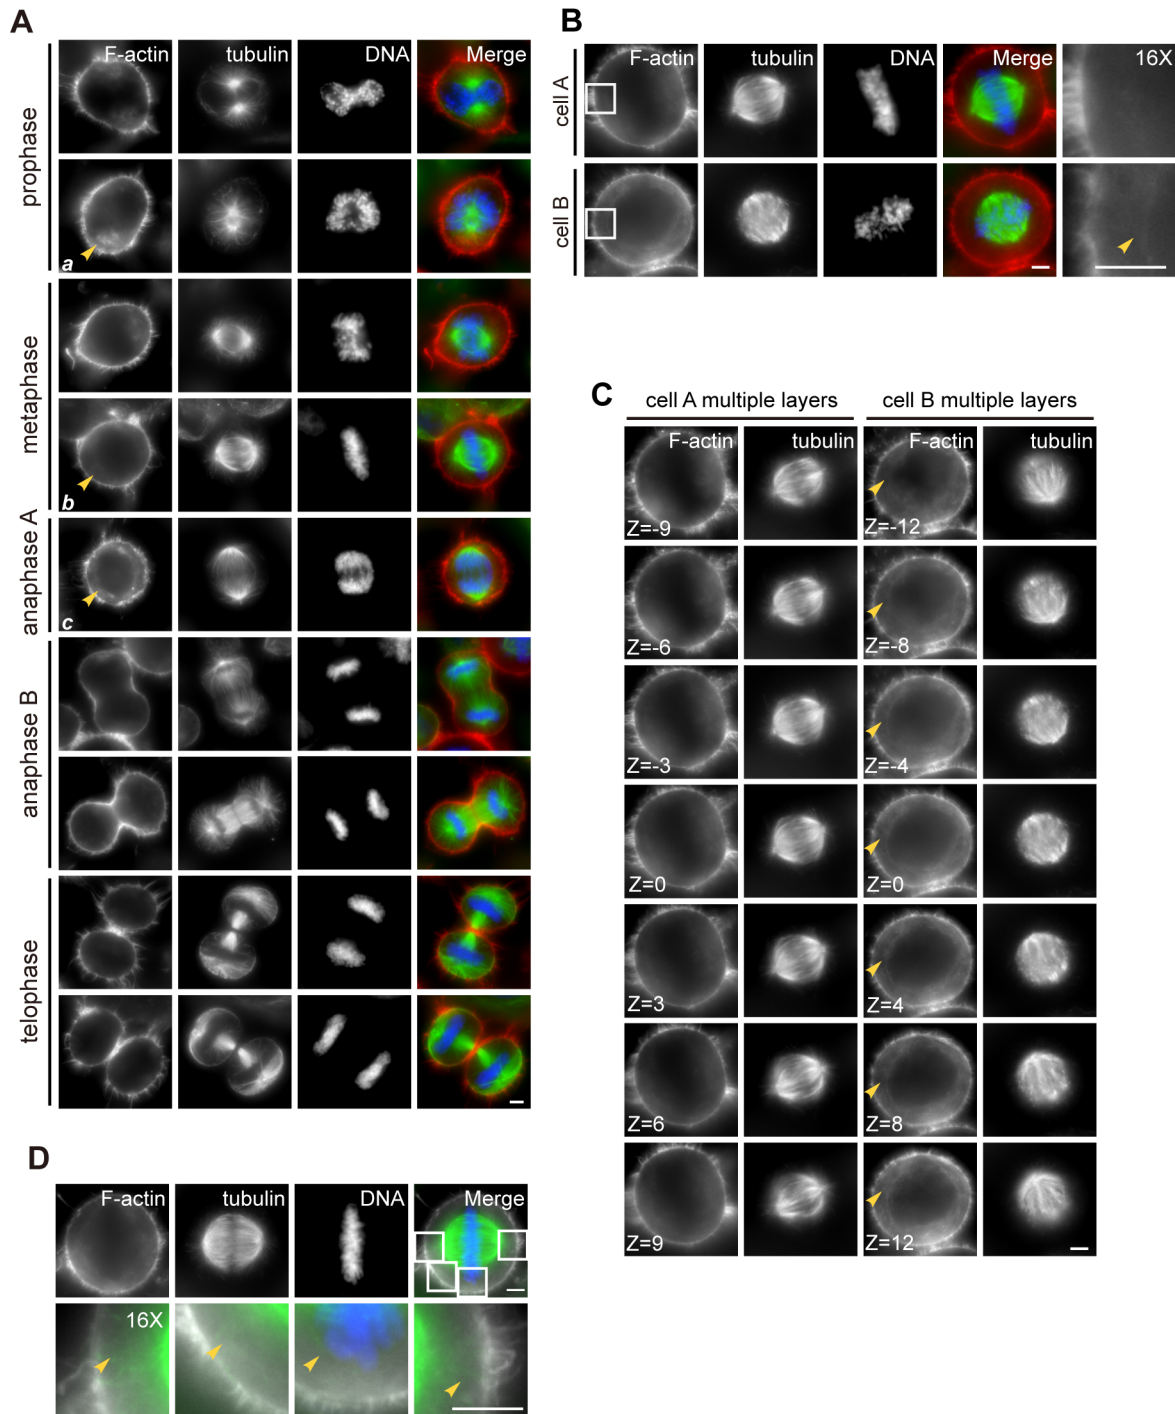 A
F-actin tubulin DNA Merge
prophase
a
metaphase
b
anaphase A
c
anaphase B
telophase
B
F-actin tubulin DNA Merge 16X
cell A
cell B
C
cell A multiple layers cell B multiple layers
F-actin tubulin F-actin tubulin
Z=-9 Z=-12
Z=-6 Z=-8
Z=-3 Z=-4
Z=0 Z=0
Z=3 Z=4
Z=6 Z=8
Z=9 Z=12
D
F-actin tubulin DNA Merge
16X